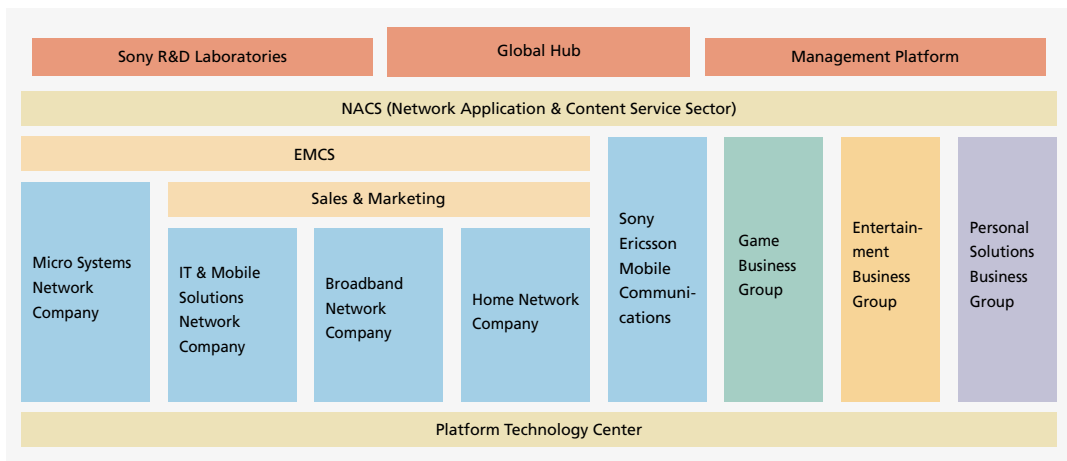 Sony R&D Laboratories
Global Hub
Management Platform
NACS (Network Application & Content Service Sector)
EMCS
Sales & Marketing
Micro Systems
Network
Company
IT & Mobile
Solutions
Network
Company
Broadband
Network
Company
Home Network
Company
Sony
Ericsson
Mobile
Communi-
cations
Game
Business
Group
Entertain-
ment
Business
Group
Personal
Solutions
Business
Group
Platform Technology Center